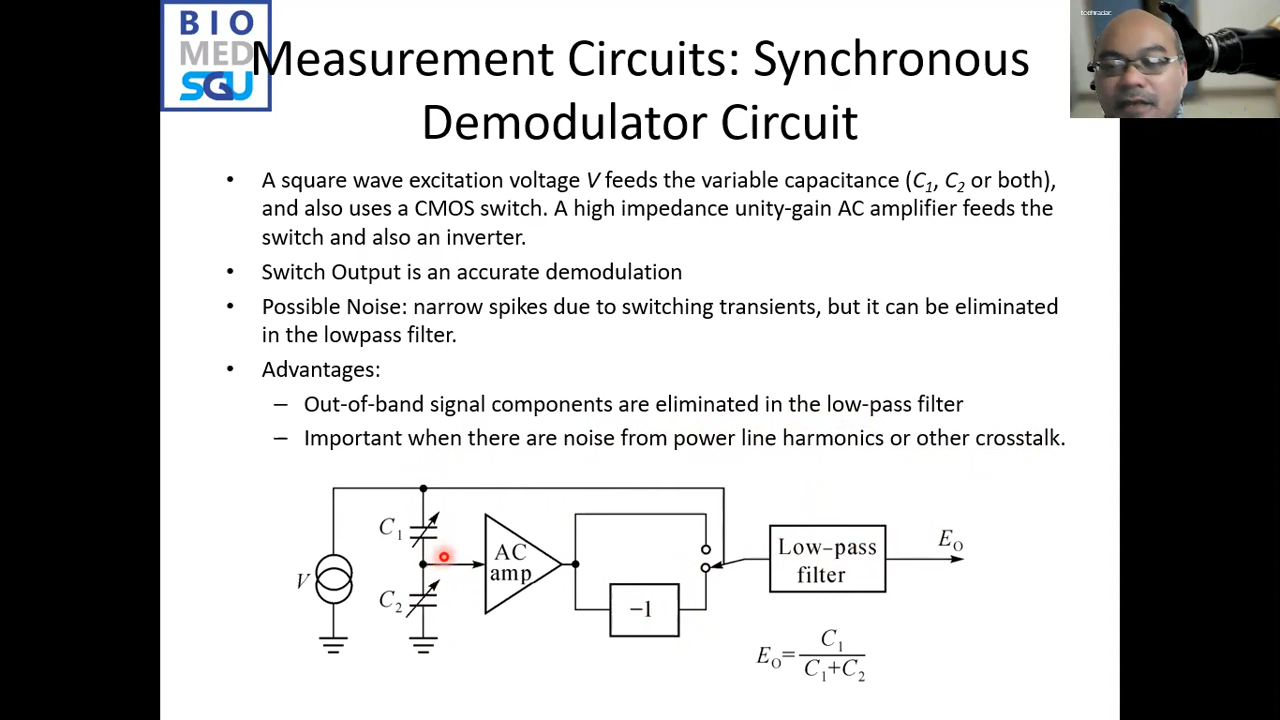 BIO
MED
SQU
techradar.
Measurement Circuits: Synchronous
Demodulator Circuit
• A square wave excitation voltage V feeds the variable capacitance (C₁, C₂ or both),
and also uses a CMOS switch. A high impedance unity-gain AC amplifier feeds the
switch and also an inverter.
• Switch Output is an accurate demodulation
• Possible Noise: narrow spikes due to switching transients, but it can be eliminated
in the lowpass filter.
• Advantages:
– Out-of-band signal components are eliminated in the low-pass filter
– Important when there are noise from power line harmonics or other crosstalk.
C₁
V
C₂
AC
amp
−1
Low–pass
filter
E_O
E_O = C₁ / (C₁+C₂)